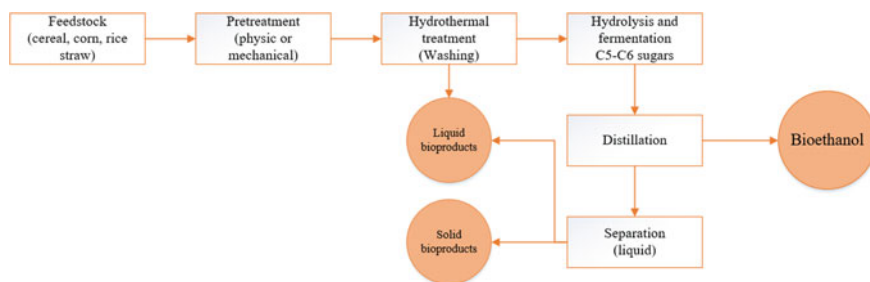 Feedstock
(cereal, corn, rice
straw)
Pretreatment
(physic or
mechanical)
Hydrothermal
treatment
(Washing)
Hydrolysis and
fermentation
C5-C6 sugars
Liquid
bioproducts
Distillation
Bioethanol
Solid
bioproducts
Separation
(liquid)